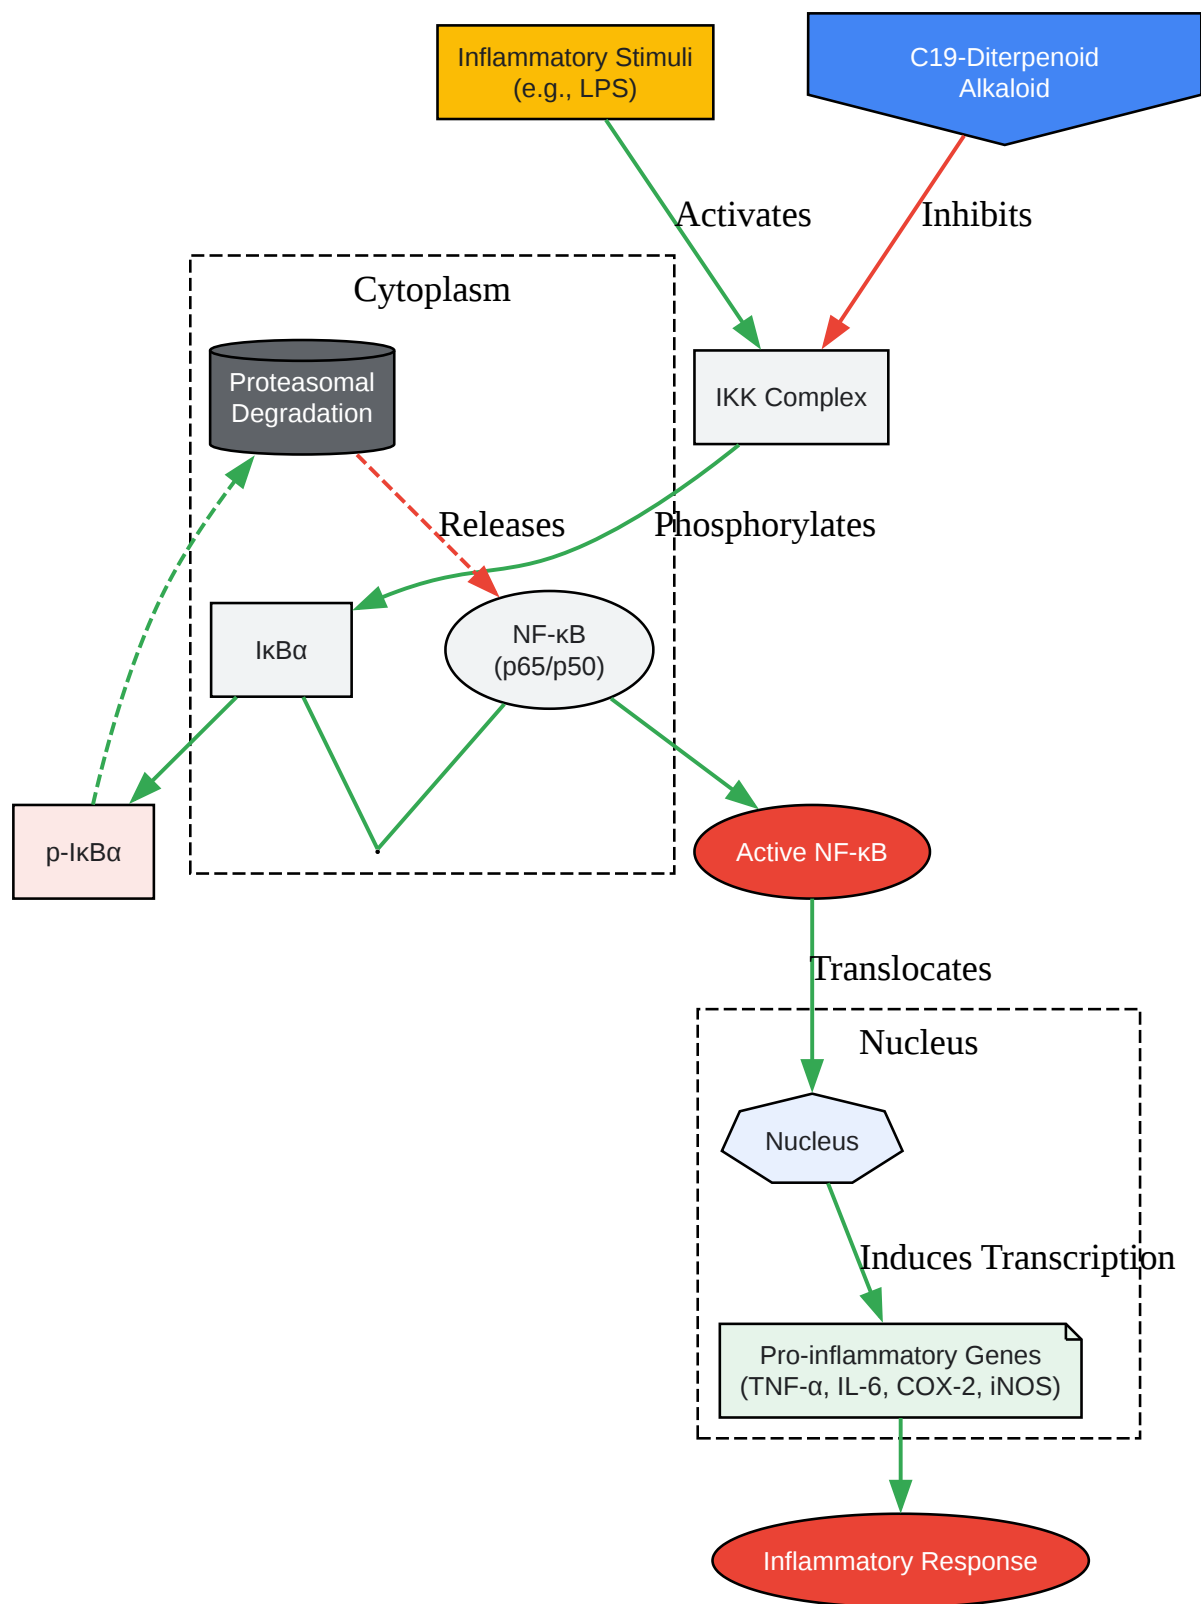 Inflammatory Stimuli
(e.g., LPS)
C19-Diterpenoid
Alkaloid
Activates
Inhibits
Cytoplasm
Proteasomal
Degradation
IKK Complex
Releases
Phosphorylates
IκBα
NF-κB
(p65/p50)
p-IκBα
Active NF-κB
Translocates
Nucleus
Nucleus
Induces Transcription
Pro-inflammatory Genes
(TNF-α, IL-6, COX-2, iNOS)
Inflammatory Response